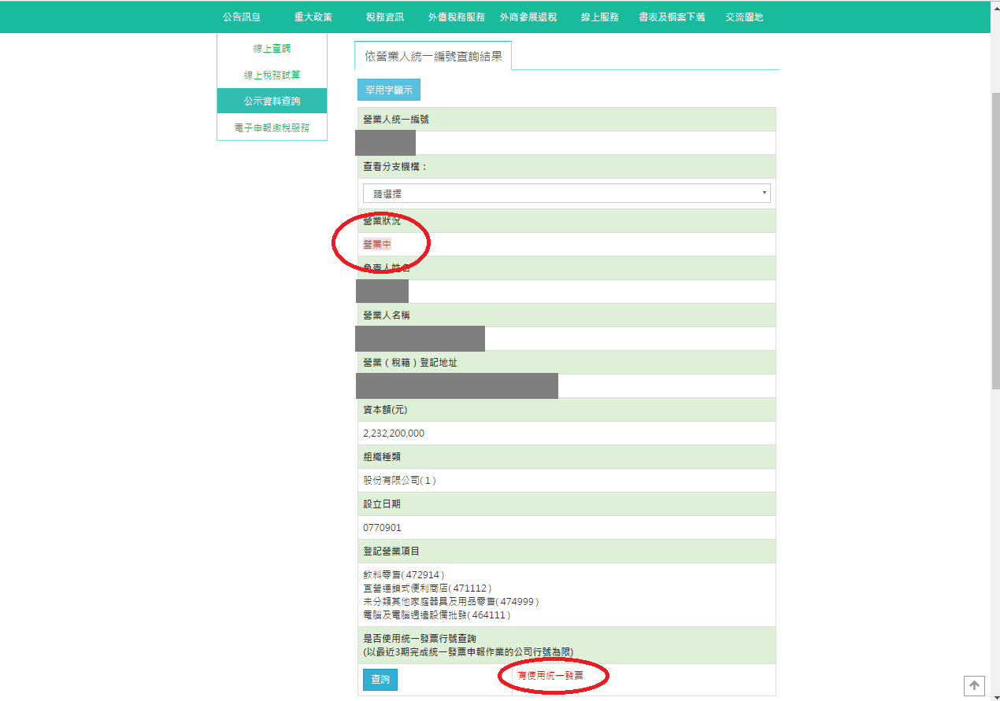 公告訊息 重大政策 稅務資訊 外僑稅務服務 外商參展退稅 線上服務 書表及檔案下載 交流園地
線上查調
線上稅務試算
公示資料查詢
電子申報繳稅服務
依營業人統一編號查詢結果
罕用字顯示
營業人統一編號
查看分支機構：
請選擇
營業狀況
營業中
負責人姓名
營業人名稱
營業（稅籍）登記地址
資本額(元)
2,232,200,000
組織種類
股份有限公司( 1 )
設立日期
0770901
登記營業項目
飲料零售( 472914 )
直營連鎖式便利商店( 471112 )
未分類其他家庭器具及用品零售( 474999 )
電腦及電腦週邊設備批發( 464111 )
是否使用統一發票行號查詢
(以最近3期完成統一發票申報作業的公司行號為限)
查詢 有使用統一發票